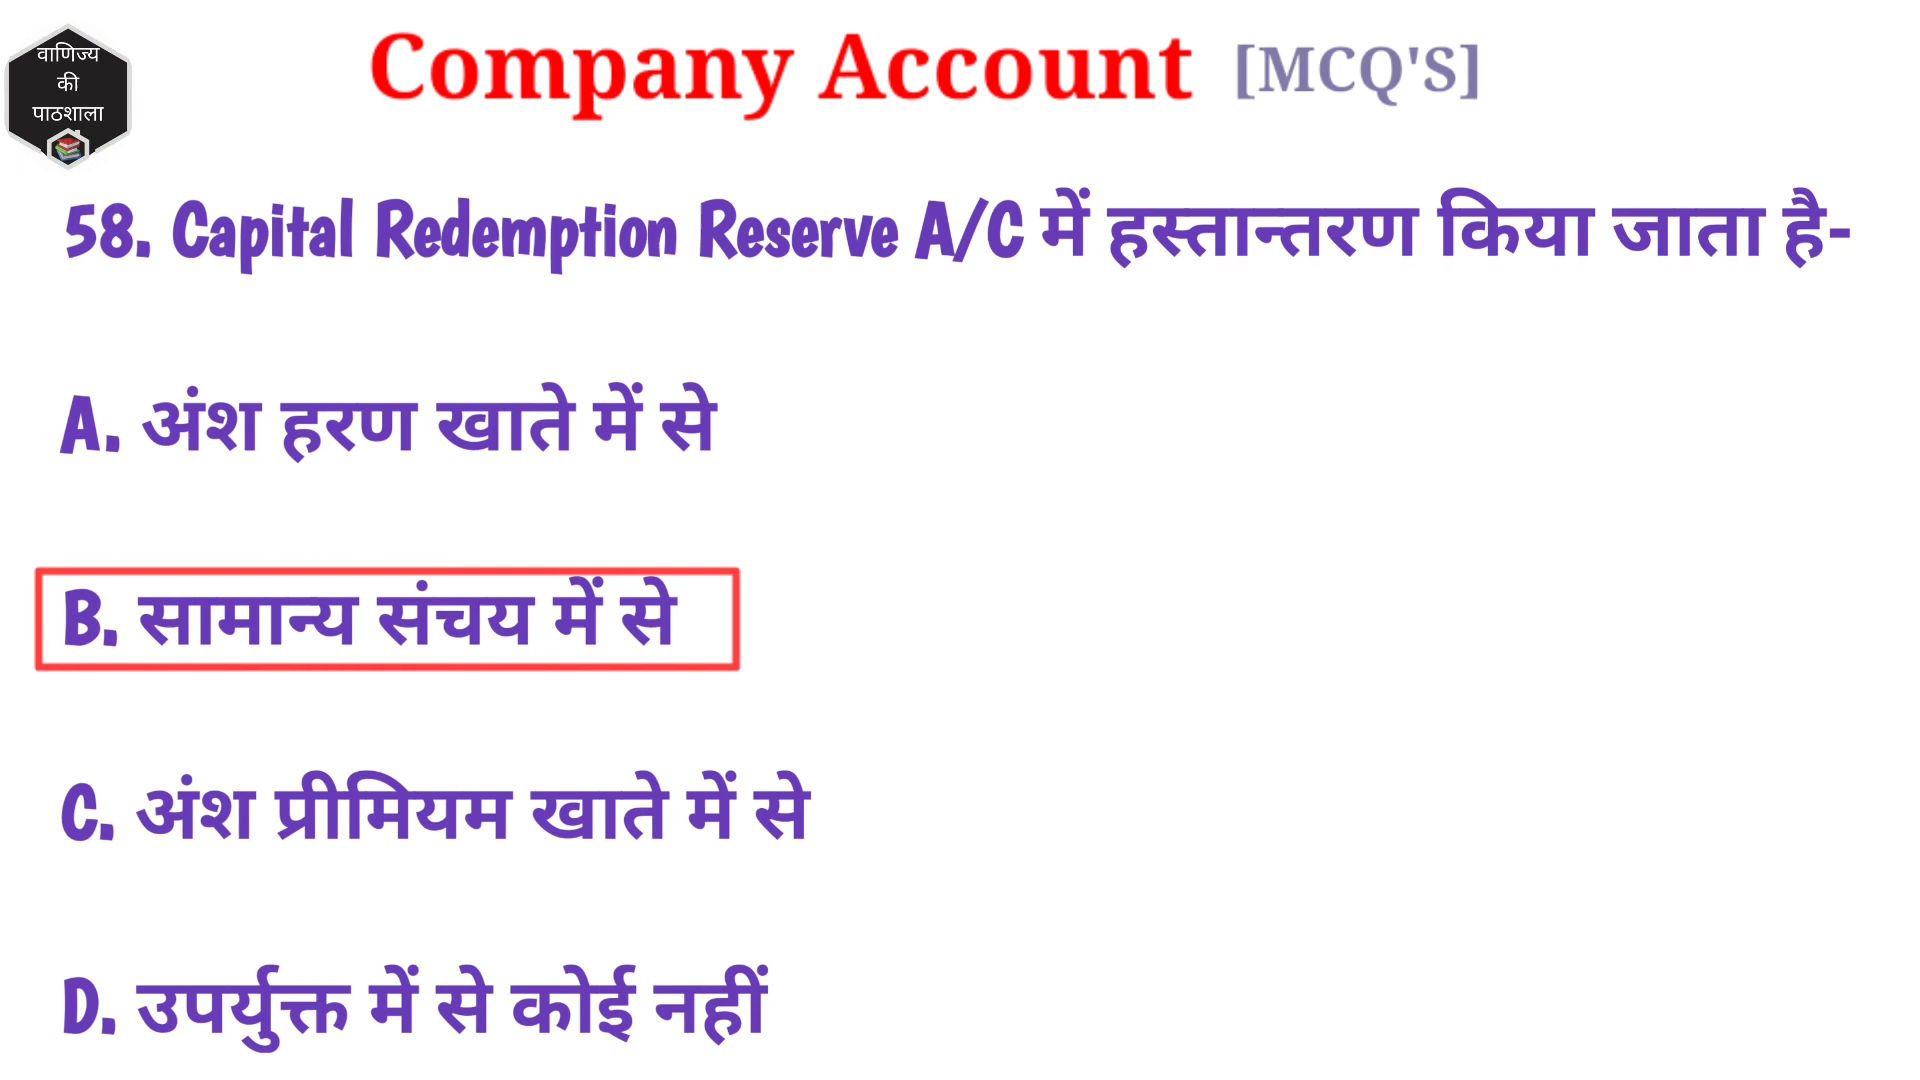 वाणिज्य
की
पाठशाला
Company Account [MCQ'S]
58. Capital Redemption Reserve A/C में हस्तान्तरण किया जाता है-
A. अंश हरण खाते में से
B. सामान्य संचय में से
C. अंश प्रीमियम खाते में से
D. उपर्युक्त में से कोई नहीं